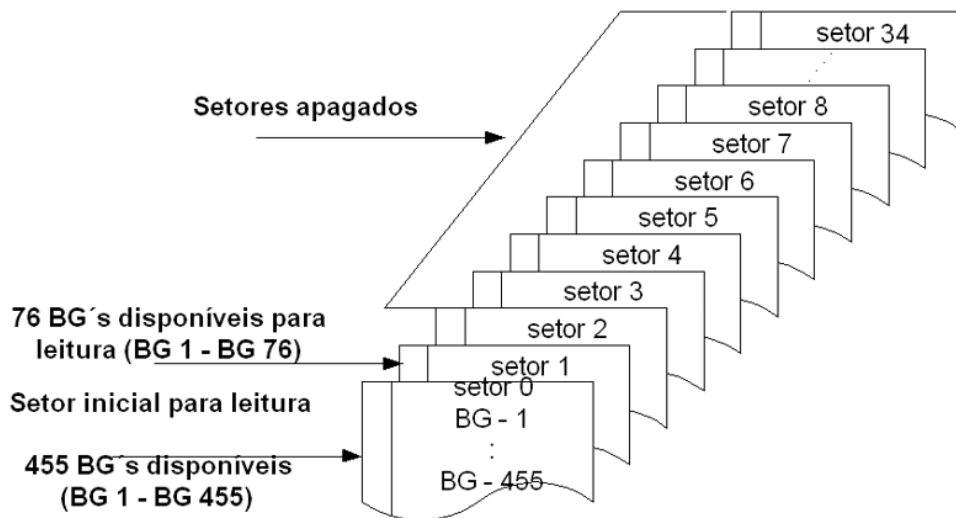 setor 34
setor 8
Setores apagados
setor 7
setor 6
setor 5
setor 4
setor 3
76 BG´s disponíveis para
leitura (BG 1 - BG 76)
setor 2
setor 1
Setor inicial para leitura
setor 0
BG - 1
:
BG - 455
455 BG´s disponíveis
(BG 1 - BG 455)